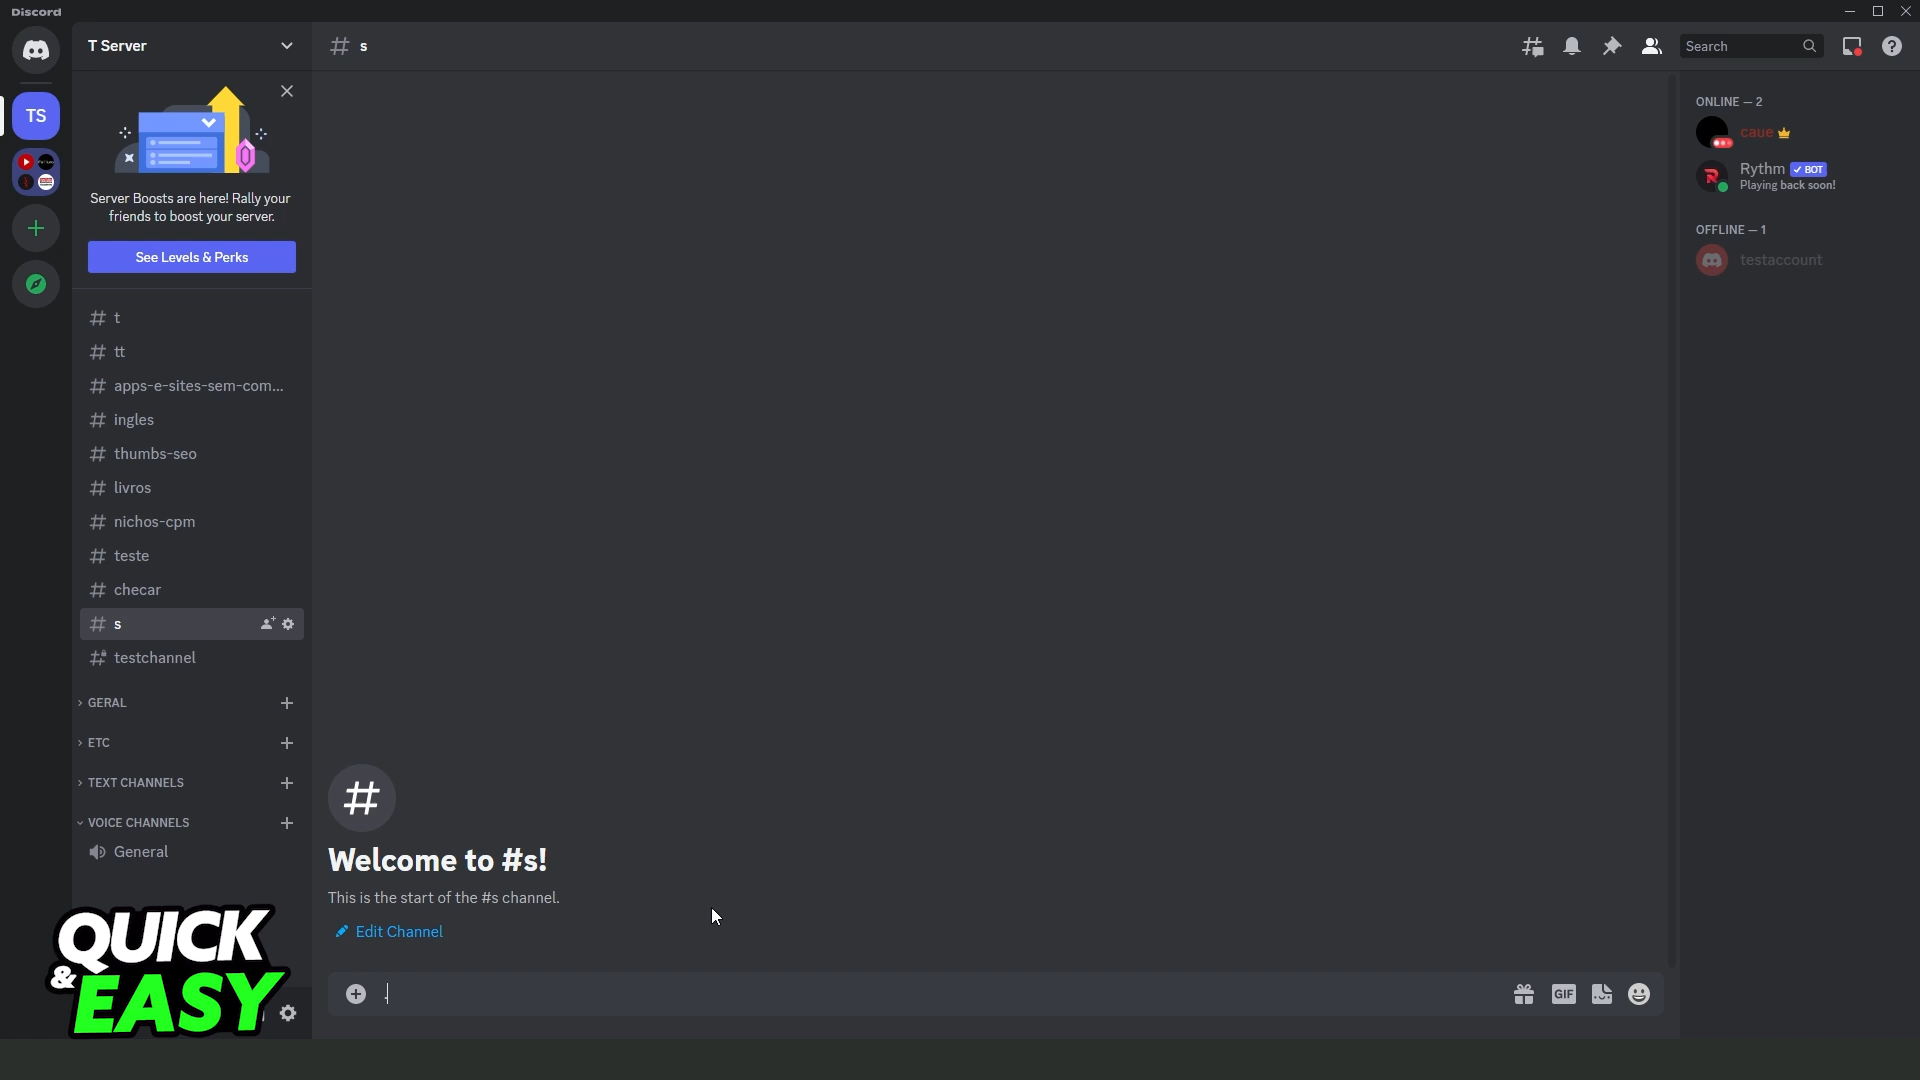 Discord
T Server
# s
Search
TS
Server Boosts are here! Rally your
friends to boost your server.
See Levels & Perks
# t
# tt
# apps-e-sites-sem-com...
# ingles
# thumbs-seo
# livros
# nichos-cpm
# teste
# checar
# s
# testchannel
GERAL
ETC
TEXT CHANNELS
VOICE CHANNELS
General
QUICK
& EASY
#
Welcome to #s!
This is the start of the #s channel.
Edit Channel
.
GIF
ONLINE — 2
caue
Rythm BOT
Playing back soon!
OFFLINE — 1
testaccount